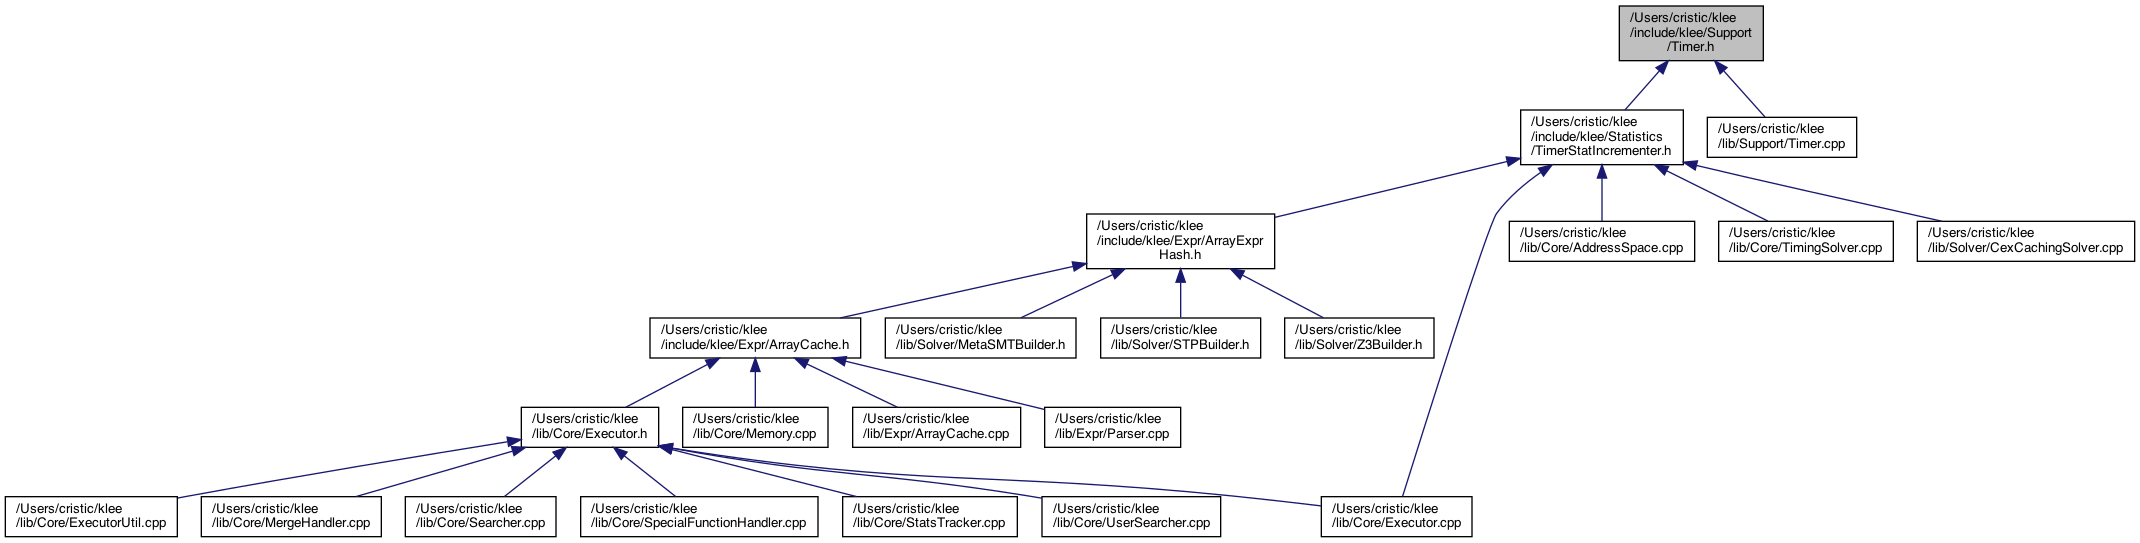 /Users/cristic/klee
/include/klee/Support
/Timer.h
/Users/cristic/klee
/include/klee/Statistics
/TimerStatIncrementer.h
/Users/cristic/klee
/lib/Support/Timer.cpp
/Users/cristic/klee
/include/klee/Expr/ArrayExpr
Hash.h
/Users/cristic/klee
/lib/Core/AddressSpace.cpp
/Users/cristic/klee
/lib/Core/TimingSolver.cpp
/Users/cristic/klee
/lib/Solver/CexCachingSolver.cpp
/Users/cristic/klee
/include/klee/Expr/ArrayCache.h
/Users/cristic/klee
/lib/Solver/MetaSMTBuilder.h
/Users/cristic/klee
/lib/Solver/STPBuilder.h
/Users/cristic/klee
/lib/Solver/Z3Builder.h
/Users/cristic/klee
/lib/Core/Executor.h
/Users/cristic/klee
/lib/Core/Memory.cpp
/Users/cristic/klee
/lib/Expr/ArrayCache.cpp
/Users/cristic/klee
/lib/Expr/Parser.cpp
/Users/cristic/klee
/lib/Core/ExecutorUtil.cpp
/Users/cristic/klee
/lib/Core/MergeHandler.cpp
/Users/cristic/klee
/lib/Core/Searcher.cpp
/Users/cristic/klee
/lib/Core/SpecialFunctionHandler.cpp
/Users/cristic/klee
/lib/Core/StatsTracker.cpp
/Users/cristic/klee
/lib/Core/UserSearcher.cpp
/Users/cristic/klee
/lib/Core/Executor.cpp